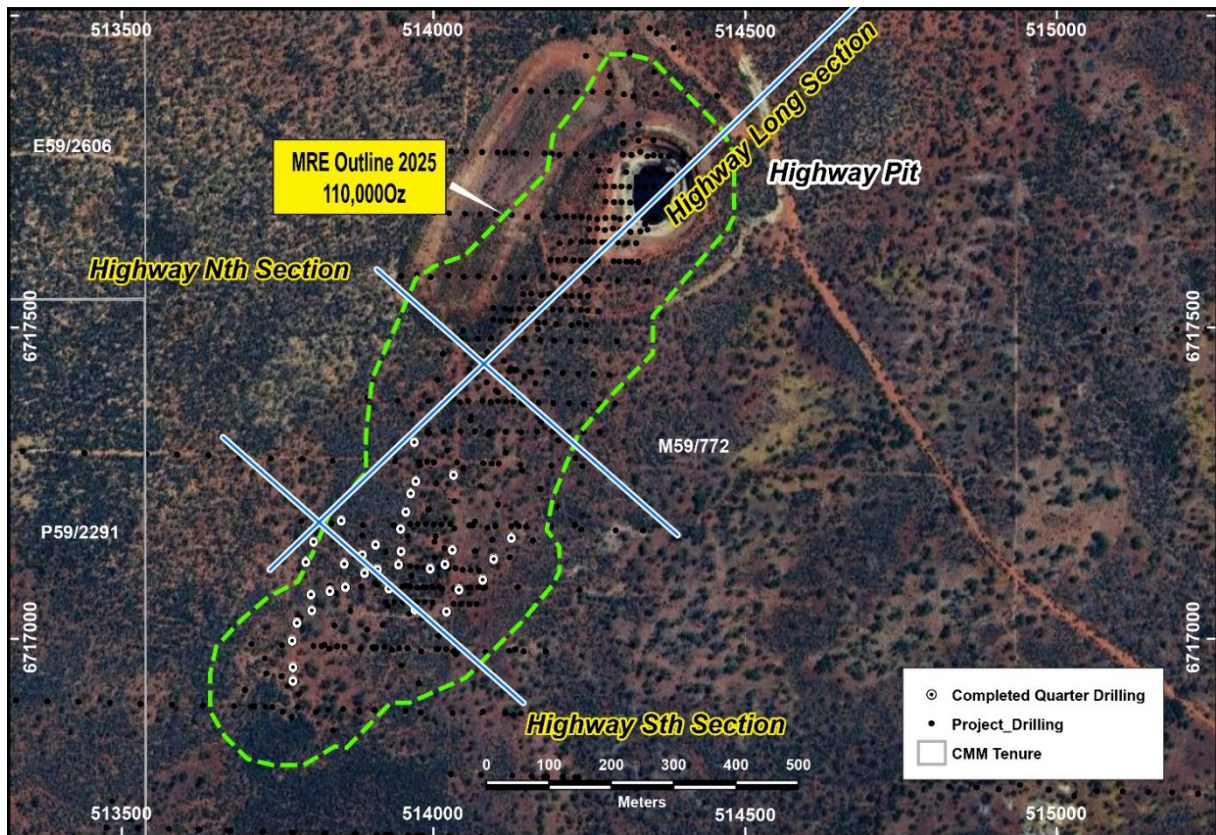 513500
514000
514500
515000
E59/2606
MRE Outline 2025
110,000Oz
Highway Long Section
Highway Pit
Highway Nth Section
6717500
6717500
M59/772
P59/2291
6717000
6717000
Highway Sth Section
Completed Quarter Drilling
Project_Drilling
CMM Tenure
0 100 200 300 400 500
Meters
513500
514000
514500
515000